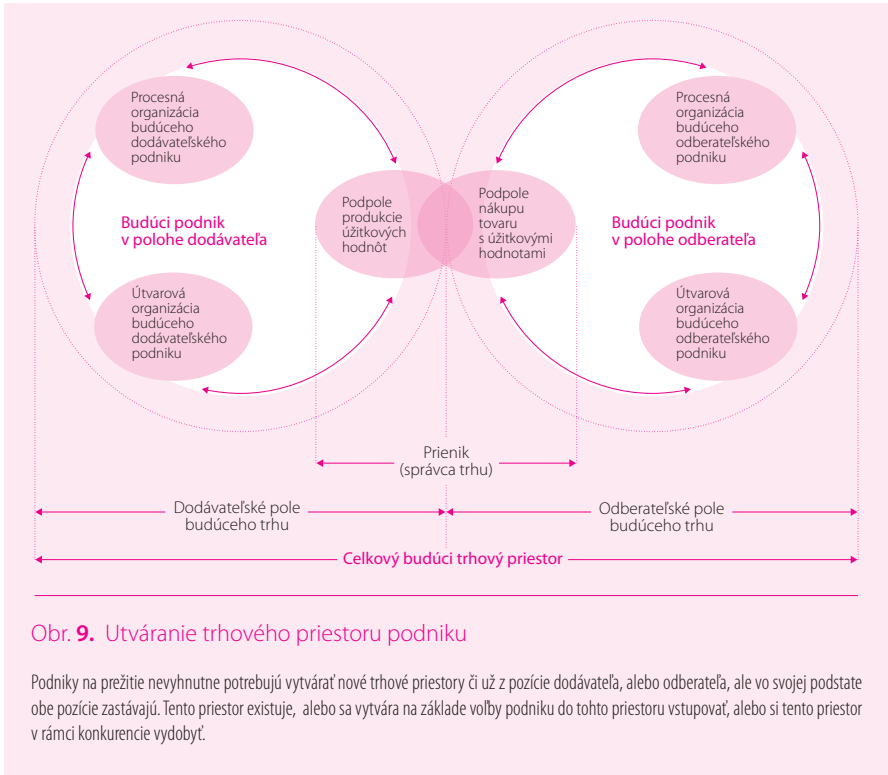 Procesná
organizácia
budúceho
dodávateľského
podniku
Procesná
organizácia
budúceho
odberateľského
podniku
Budúci podnik
v polohe dodávateľa
Podpole
produkcie
úžitkových
hodnôt
Podpole
nákupu
tovaru
s úžitkovými
hodnotami
Budúci podnik
v polohe odberateľa
Útvarová
organizácia
budúceho
dodávateľského
podniku
Útvarová
organizácia
budúceho
odberateľského
podniku
Prienik
(správca trhu)
Dodávateľské pole
budúceho trhu
Odberateľské pole
budúceho trhu
Celkový budúci trhový priestor
Obr. 9. Utváranie trhového priestoru podniku
Podniky na prežitie nevyhnutne potrebujú vytvárať nové trhové priestory či už z pozície dodávateľa, alebo odberateľa, ale vo svojej podstate
obe pozície zastávajú. Tento priestor existuje, alebo sa vytvára na základe voľby podniku do tohto priestoru vstupovať, alebo si tento priestor
v rámci konkurencie vydobyť.